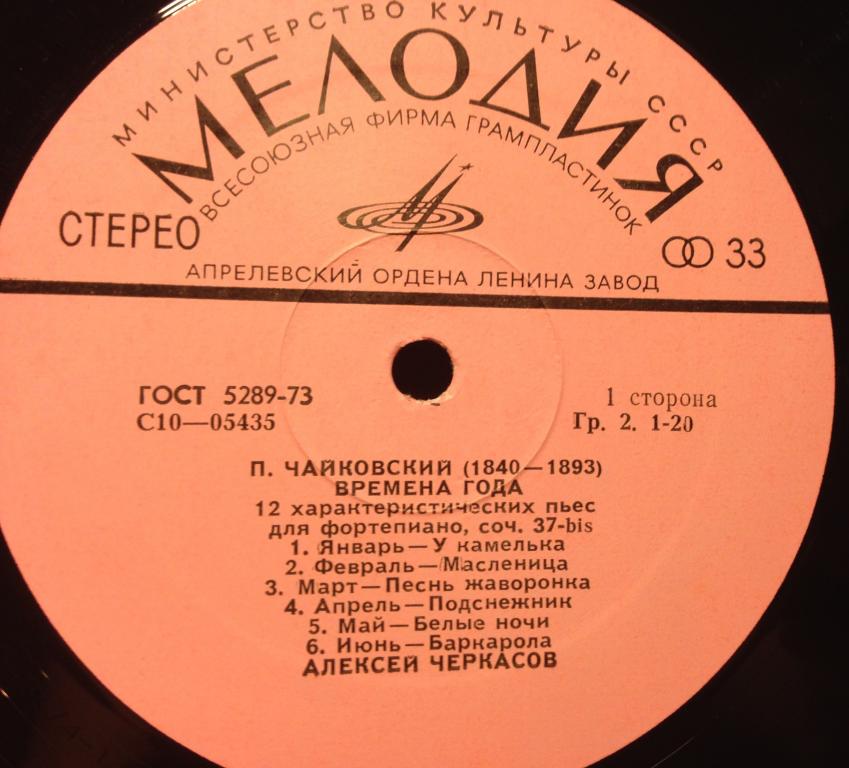 МИНИСТЕРСТВО КУЛЬТУРЫ СССР
МЕЛОДИЯ
ВСЕСОЮЗНАЯ ФИРМА ГРАМПЛАСТИНОК
СТЕРЕО
33
АПРЕЛЕВСКИЙ ОРДЕНА ЛЕНИНА ЗАВОД
ГОСТ 5289-73
1 сторона
С10—05435
Гр. 2. 1-20
П. ЧАЙКОВСКИЙ (1840—1893)
ВРЕМЕНА ГОДА
12 характеристических пьес
для фортепиано, соч. 37-bis
1. Январь—У камелька
2. Февраль—Масленица
3. Март—Песнь жаворонка
4. Апрель—Подснежник
5. Май—Белые ночи
6. Июнь—Баркарола
АЛЕКСЕЙ ЧЕРКАСОВ